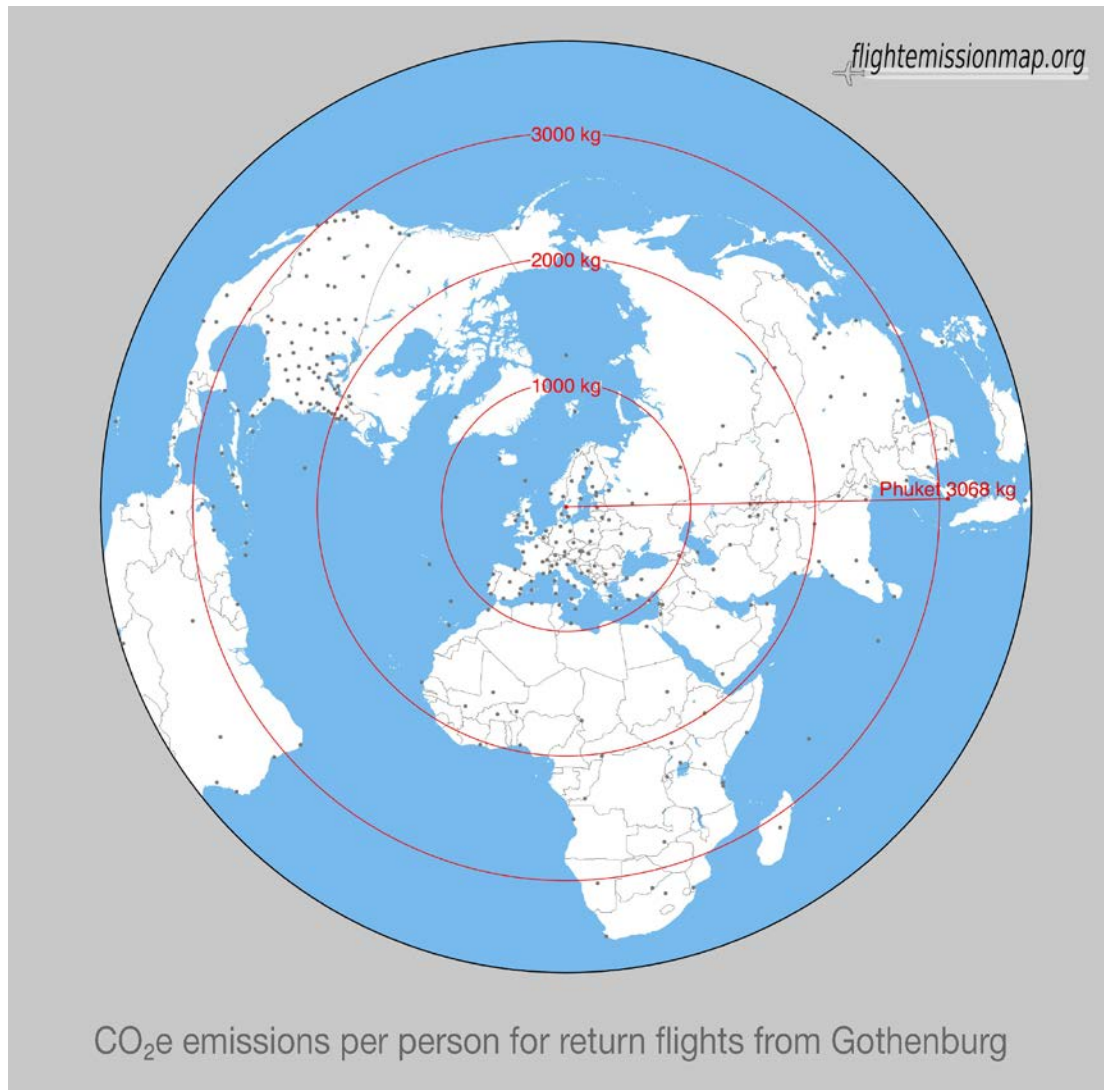 flightemissionmap.org
3000 kg
2000 kg
1000 kg
Phuket 3068 kg
CO₂e emissions per person for return flights from Gothenburg